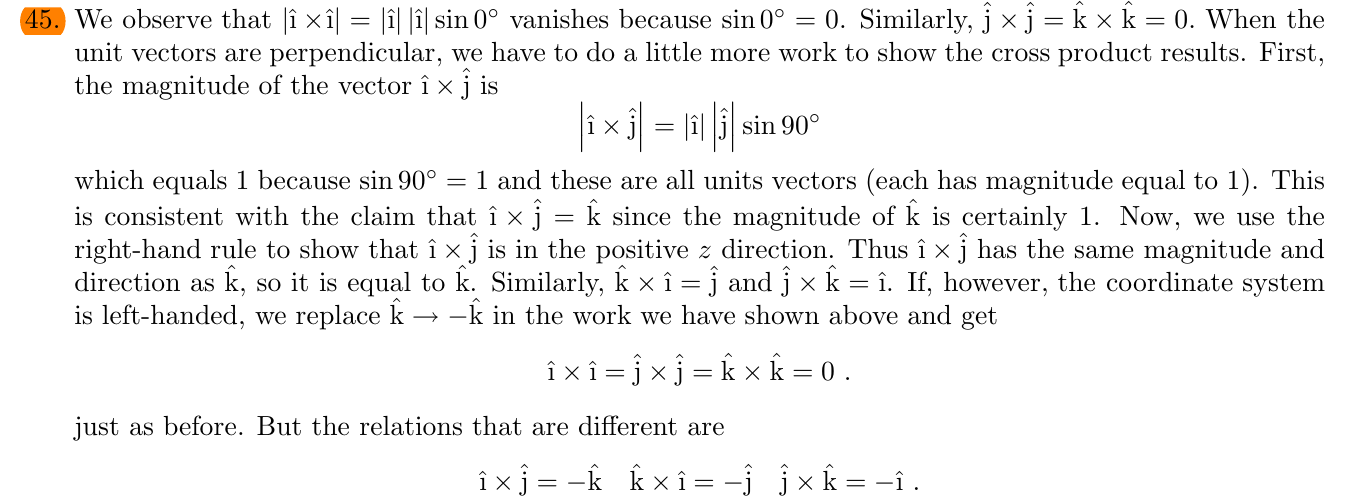 45. We observe that |î × î| = |î| |î| sin 0° vanishes because sin 0° = 0. Similarly, ĵ × ĵ = k̂ × k̂ = 0. When the
unit vectors are perpendicular, we have to do a little more work to show the cross product results. First,
the magnitude of the vector î × ĵ is
|î × ĵ| = |î| |ĵ| sin 90°
which equals 1 because sin 90° = 1 and these are all units vectors (each has magnitude equal to 1). This
is consistent with the claim that î × ĵ = k̂ since the magnitude of k̂ is certainly 1. Now, we use the
right-hand rule to show that î × ĵ is in the positive z direction. Thus î × ĵ has the same magnitude and
direction as k̂, so it is equal to k̂. Similarly, k̂ × î = ĵ and ĵ × k̂ = î. If, however, the coordinate system
is left-handed, we replace k̂ → −k̂ in the work we have shown above and get
î × î = ĵ × ĵ = k̂ × k̂ = 0 .
just as before. But the relations that are different are
î × ĵ = −k̂ k̂ × î = −ĵ ĵ × k̂ = −î .